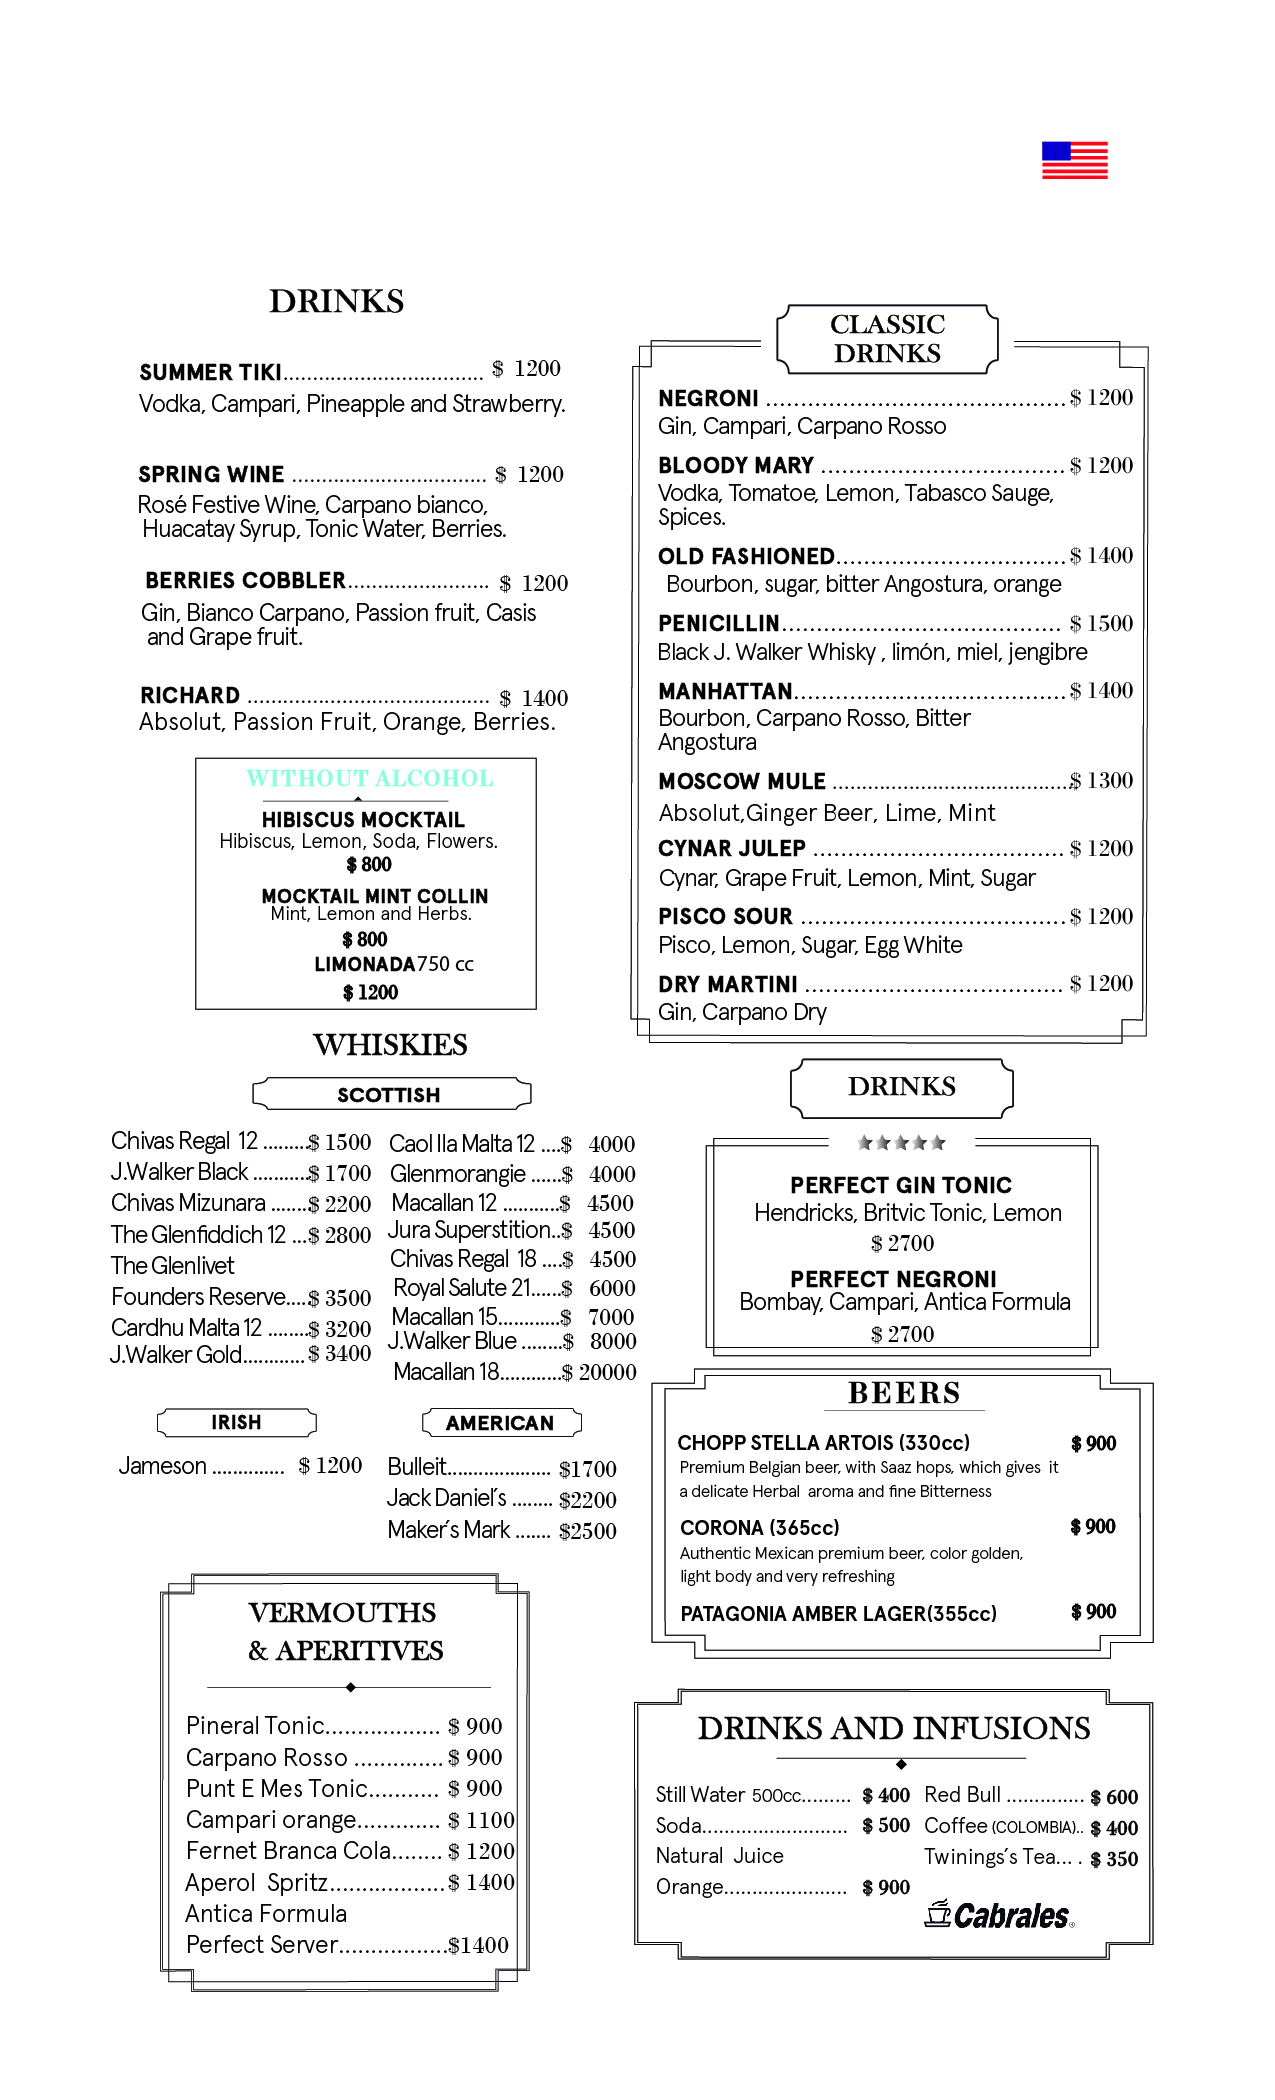 DRINKS
SUMMER TIKI.................................. $ 1200
Vodka, Campari, Pineapple and Strawberry.
SPRING WINE ................................. $ 1200
Rosé Festive Wine, Carpano bianco,
Huacatay Syrup, Tonic Water, Berries.
BERRIES COBBLER........................ $ 1200
Gin, Bianco Carpano, Passion fruit, Casis
and Grape fruit.
RICHARD ......................................... $ 1400
Absolut, Passion Fruit, Orange, Berries.
WITHOUT ALCOHOL
HIBISCUS MOCKTAIL
Hibiscus, Lemon, Soda, Flowers.
$ 800
MOCKTAIL MINT COLLIN
Mint, Lemon and Herbs.
$ 800
LIMONADA750 cc
$ 1200
WHISKIES
SCOTTISH
Chivas Regal 12 ........$ 1500
J.Walker Black ..........$ 1700
Chivas Mizunara .......$ 2200
The Glenfiddich 12 ...$ 2800
The Glenlivet
Founders Reserve....$ 3500
Cardhu Malta 12 ........$ 3200
J.Walker Gold............$ 3400
Caol Ila Malta 12 ....$ 4000
Glenmorangie ......$ 4000
Macallan 12 ...........$ 4500
Jura Superstition..$ 4500
Chivas Regal 18 ....$ 4500
Royal Salute 21......$ 6000
Macallan 15............$ 7000
J.Walker Blue ........$ 8000
Macallan 18............$ 20000
IRISH
Jameson .............. $ 1200
AMERICAN
Bulleit.................... $1700
Jack Daniel´s ........ $2200
Maker´s Mark ....... $2500
VERMOUTHS
& APERITIVES
Pineral Tonic.................. $ 900
Carpano Rosso .............. $ 900
Punt E Mes Tonic........... $ 900
Campari orange............. $ 1100
Fernet Branca Cola........ $ 1200
Aperol Spritz..................$ 1400
Antica Formula
Perfect Server.................$1400
CLASSIC
DRINKS
NEGRONI .......................................$ 1200
Gin, Campari, Carpano Rosso
BLOODY MARY ................................$ 1200
Vodka, Tomatoe, Lemon, Tabasco Sauge,
Spices.
OLD FASHIONED..............................$ 1400
Bourbon, sugar, bitter Angostura, orange
PENICILLIN.................................... $ 1500
Black J. Walker Whisky , limón, miel, jengibre
MANHATTAN...................................$ 1400
Bourbon, Carpano Rosso, Bitter
Angostura
MOSCOW MULE .........................................$ 1300
Absolut,Ginger Beer, Lime, Mint
CYNAR JULEP ................................. $ 1200
Cynar, Grape Fruit, Lemon, Mint, Sugar
PISCO SOUR ...................................$ 1200
Pisco, Lemon, Sugar, Egg White
DRY MARTINI .................................. $ 1200
Gin, Carpano Dry
DRINKS
PERFECT GIN TONIC
Hendricks, Britvic Tonic, Lemon
$ 2700
PERFECT NEGRONI
Bombay, Campari, Antica Formula
$ 2700
BEERS
CHOPP STELLA ARTOIS (330cc) $ 900
Premium Belgian beer, with Saaz hops, which gives it
a delicate Herbal aroma and fine Bitterness
CORONA (365cc) $ 900
Authentic Mexican premium beer, color golden,
light body and very refreshing
PATAGONIA AMBER LAGER(355cc) $ 900
DRINKS AND INFUSIONS
Still Water 500cc......... $ 400
Soda.......................... $ 500
Natural Juice
Orange...................... $ 900
Red Bull .............. $ 600
Coffee (COLOMBIA).. $ 400
Twinings´s Tea... . $ 350
Cabrales®